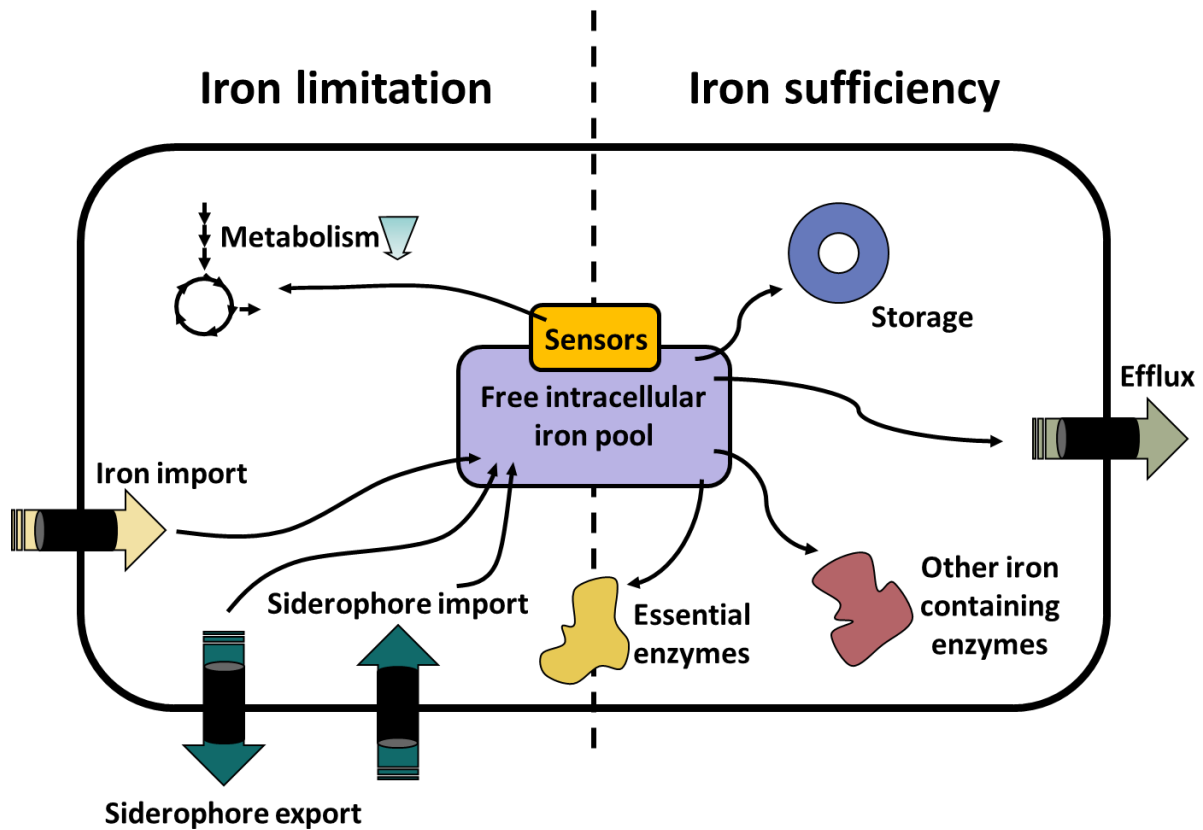 Iron limitation
Iron sufficiency
Metabolism
Storage
Sensors
Free intracellular
iron pool
Efflux
Iron import
Siderophore import
Essential
enzymes
Other iron
containing
enzymes
Siderophore export